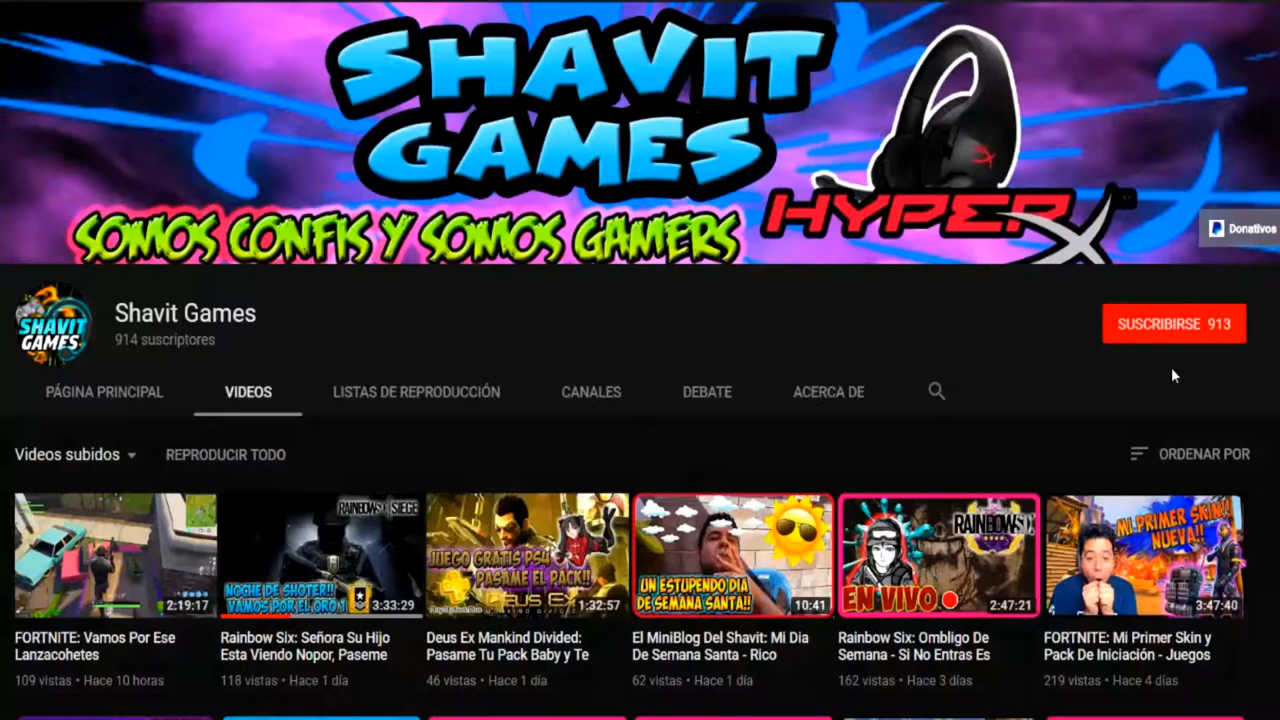 SHAVIT
GAMES
HYPERX
SOMOS CONFIS Y SOMOS GAMERS
Donativos
SHAVIT
GAMES
Shavit Games
914 suscriptores
SUSCRIBIRSE 913
PÁGINA PRINCIPAL VIDEOS LISTAS DE REPRODUCCIÓN CANALES DEBATE ACERCA DE
Videos subidos REPRODUCIR TODO ORDENAR POR
2:19:17
RAINBOW SIX SIEGE
NOCHE DE SHOTER!!
VAMOS POR EL ORO 1
3:33:29
JUEGO GRATIS PS4
PASAME EL PACK!!
DEUS EX
1:32:57
UN ESTUPENDO DIA
DE SEMANA SANTA!!
10:41
EN VIVO
2:47:21
MI PRIMER SKIN!!
NUEVA!!
3:47:40
FORTNITE: Vamos Por Ese
Lanzacohetes
109 vistas • Hace 10 horas
Rainbow Six: Señora Su Hijo
Esta Viendo Nopor, Paseme
118 vistas • Hace 1 día
Deus Ex Mankind Divided:
Pasame Tu Pack Baby y Te
46 vistas • Hace 1 día
El MiniBlog Del Shavit: Mi Dia
De Semana Santa - Rico
62 vistas • Hace 1 día
Rainbow Six: Ombligo De
Semana - Si No Entras Es
162 vistas • Hace 3 días
FORTNITE: Mi Primer Skin y
Pack De Iniciación - Juegos
219 vistas • Hace 4 días